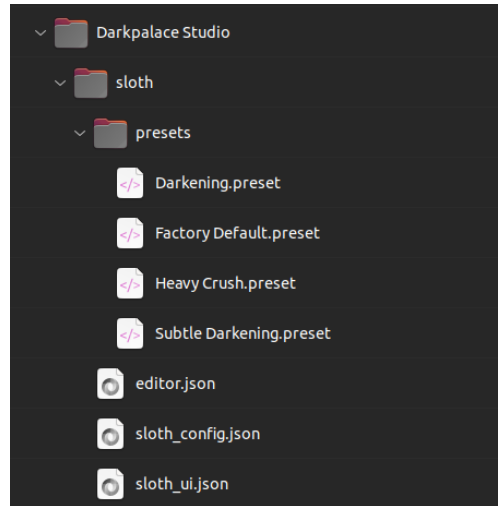 Darkpalace Studio
sloth
presets
Darkening.preset
Factory Default.preset
Heavy Crush.preset
Subtle Darkening.preset
editor.json
sloth_config.json
sloth_ui.json